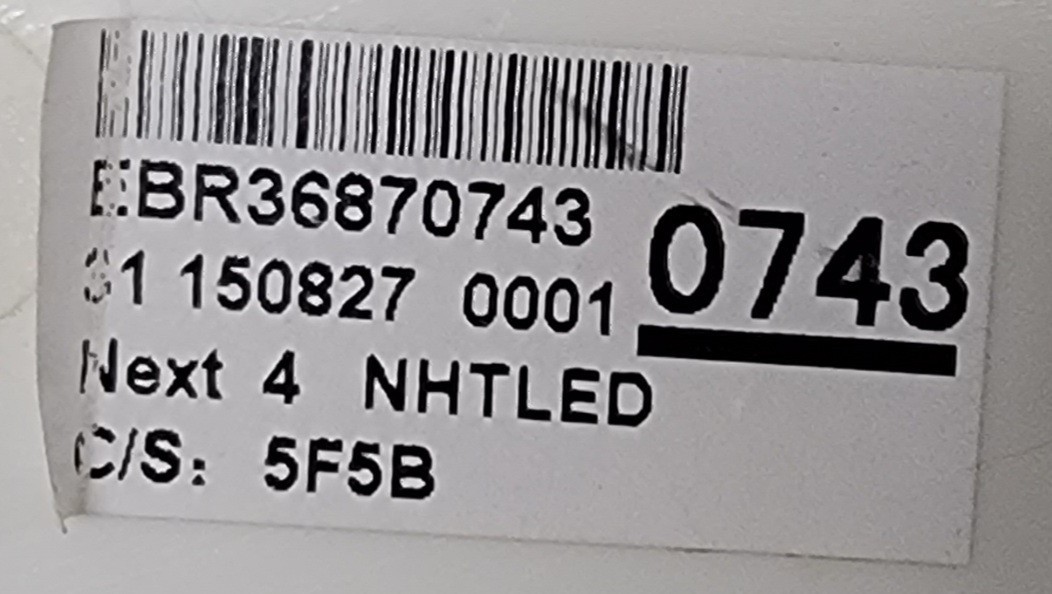 EBR36870743
0743
150827 0001
Next 4 NHTLED
C/S: 5F5B